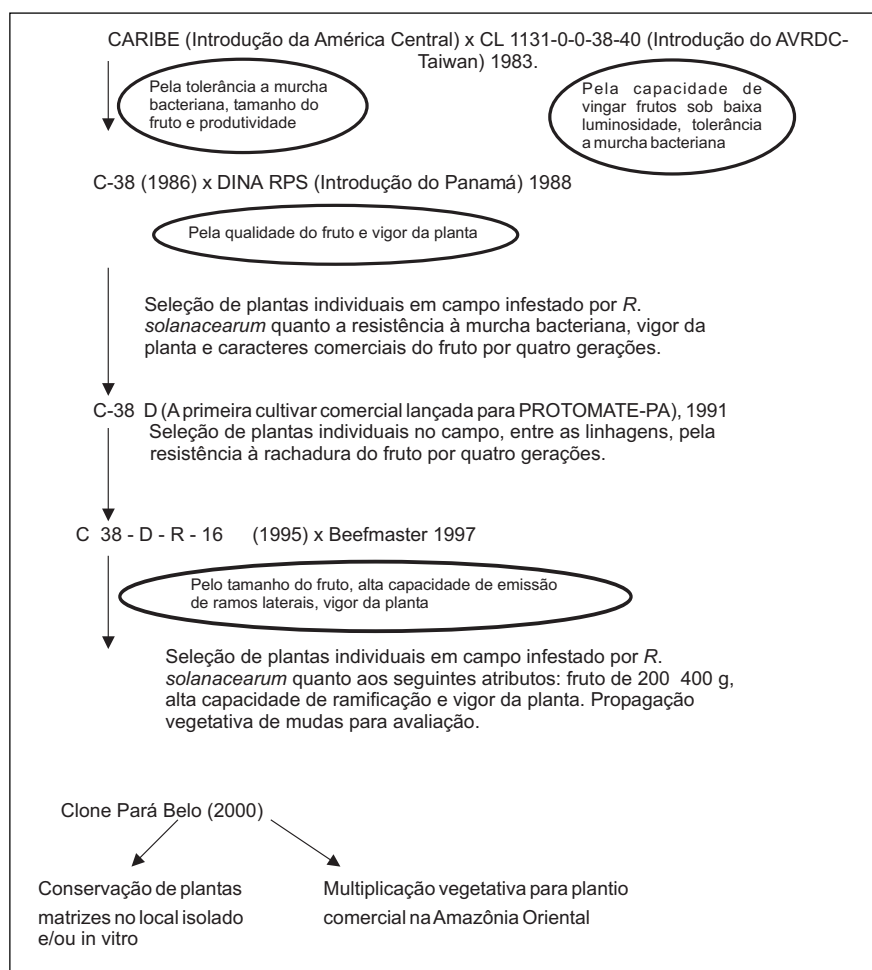 CARIBE (Introdução da América Central) x CL 1131-0-0-38-40 (Introdução do AVRDC-
Taiwan) 1983.
Pela tolerância a murcha
bacteriana, tamanho do
fruto e produtividade
Pela capacidade de
vingar frutos sob baixa
luminosidade, tolerância
a murcha bacteriana
C-38 (1986) x DINA RPS (Introdução do Panamá) 1988
Pela qualidade do fruto e vigor da planta
Seleção de plantas individuais em campo infestado por R.
solanacearum quanto a resistência à murcha bacteriana, vigor da
planta e caracteres comerciais do fruto por quatro gerações.
C-38 D (A primeira cultivar comercial lançada para PROTOMATE-PA), 1991
Seleção de plantas individuais no campo, entre as linhagens, pela
resistência à rachadura do fruto por quatro gerações.
C 38 - D - R - 16 (1995) x Beefmaster 1997
Pelo tamanho do fruto, alta capacidade de emissão
de ramos laterais, vigor da planta
Seleção de plantas individuais em campo infestado por R.
solanacearum quanto aos seguintes atributos: fruto de 200 400 g,
alta capacidade de ramificação e vigor da planta. Propagação
vegetativa de mudas para avaliação.
Clone Pará Belo (2000)
Conservação de plantas
matrizes no local isolado
e/ou in vitro
Multiplicação vegetativa para plantio
comercial na Amazônia Oriental